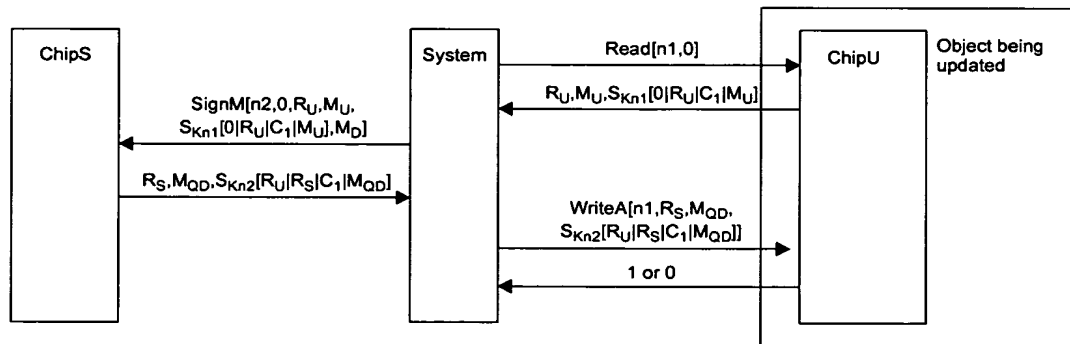 ChipS
System
ChipU
Object being
updated
Read[n1,0]
R_U,M_U,S_Kn1[0|R_U|C_1|M_U]
SignM[n2,0,R_U,M_U,
S_Kn1[0|R_U|C_1|M_U],M_D]
R_S,M_QD,S_Kn2[R_U|R_S|C_1|M_QD]
WriteA[n1,R_S,M_QD,
S_Kn2[R_U|R_S|C_1|M_QD]]
1 or 0